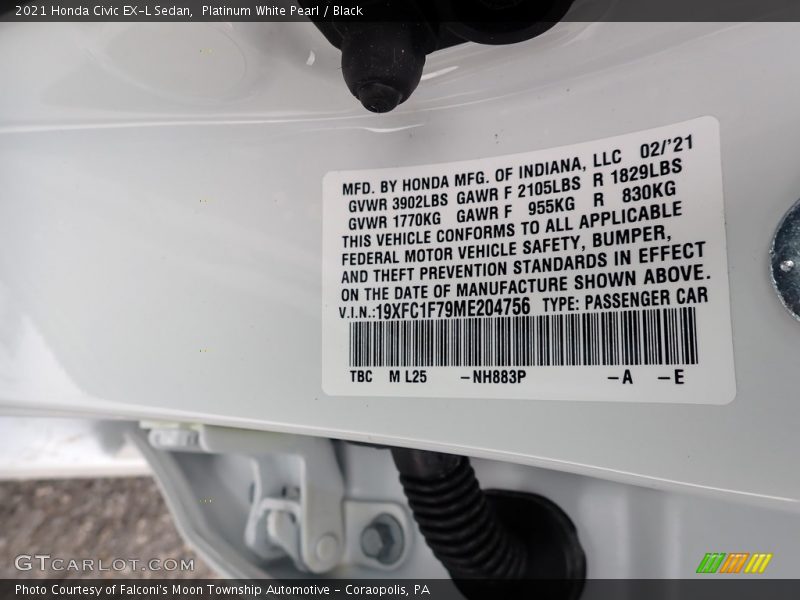 2021 Honda Civic EX-L Sedan, Platinum White Pearl / Black
MFD. BY HONDA MFG. OF INDIANA, LLC 02/'21
GVWR 3902LBS GAWR F 2105LBS R 1829LBS
GVWR 1770KG GAWR F 955KG R 830KG
THIS VEHICLE CONFORMS TO ALL APPLICABLE
FEDERAL MOTOR VEHICLE SAFETY, BUMPER,
AND THEFT PREVENTION STANDARDS IN EFFECT
ON THE DATE OF MANUFACTURE SHOWN ABOVE.
V.I.N.:19XFC1F79ME204756 TYPE: PASSENGER CAR
TBC M L25 -NH883P -A -E
GTCARLOT.COM
Photo Courtesy of Falconi's Moon Township Automotive - Coraopolis, PA